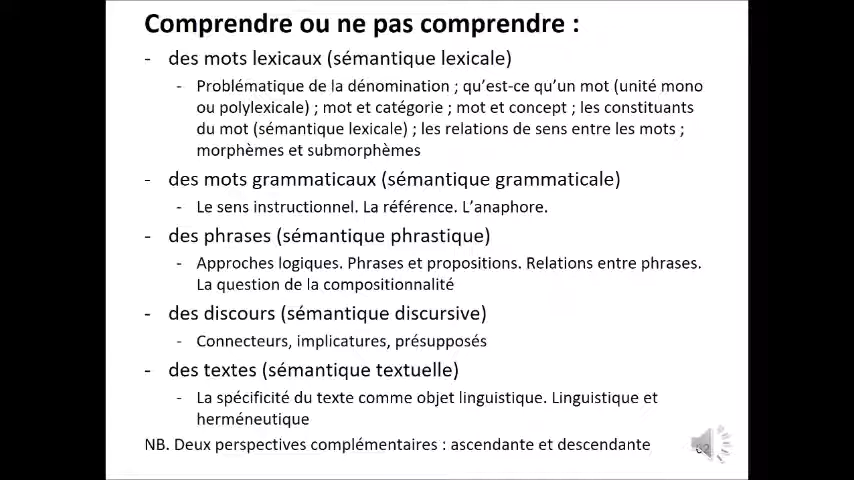 Comprendre ou ne pas comprendre :
- des mots lexicaux (sémantique lexicale)
- Problématique de la dénomination ; qu’est-ce qu’un mot (unité mono
ou polylexicale) ; mot et catégorie ; mot et concept ; les constituants
du mot (sémantique lexicale) ; les relations de sens entre les mots ;
morphèmes et submorphèmes
- des mots grammaticaux (sémantique grammaticale)
- Le sens instructionnel. La référence. L’anaphore.
- des phrases (sémantique phrastique)
- Approches logiques. Phrases et propositions. Relations entre phrases.
La question de la compositionnalité
- des discours (sémantique discursive)
- Connecteurs, implicatures, présupposés
- des textes (sémantique textuelle)
- La spécificité du texte comme objet linguistique. Linguistique et
herméneutique
NB. Deux perspectives complémentaires : ascendante et descendante